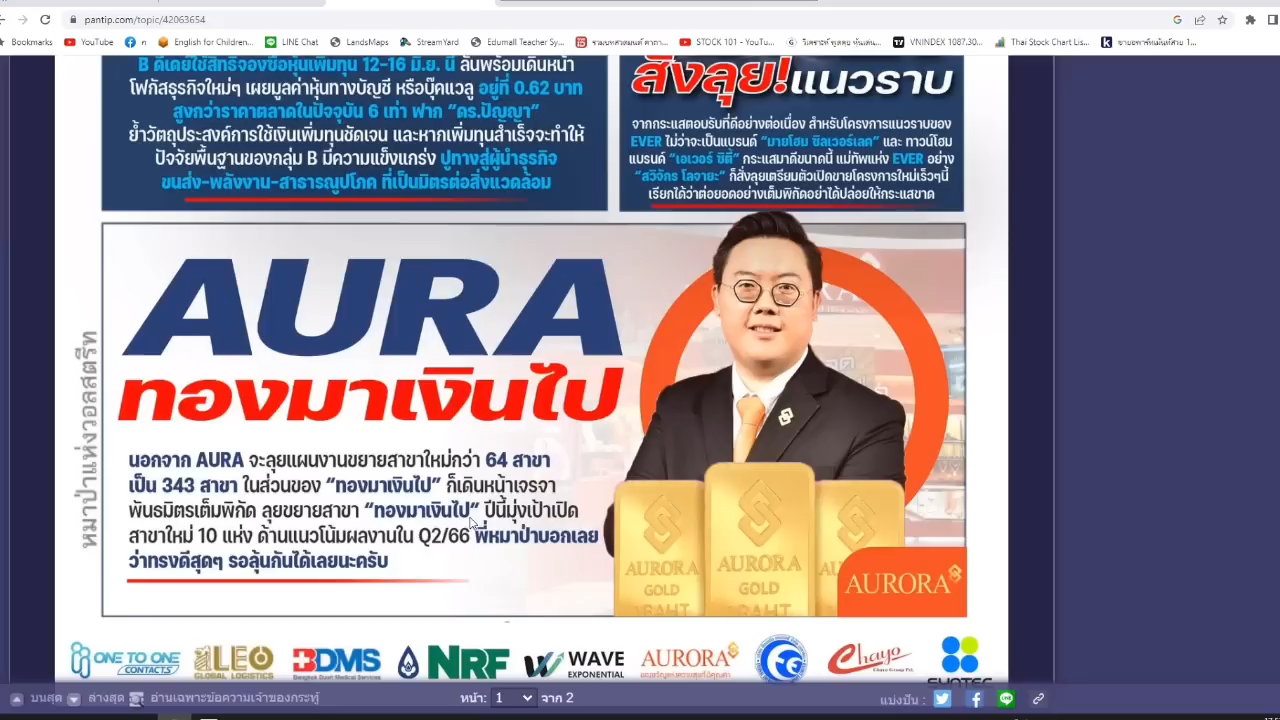 pantip.com/topic/42063654
Bookmarks
YouTube
ก
English for Children...
LINE Chat
LandsMaps
StreamYard
Edumall Teacher Sy...
STOCK 101 - YouTu...
VNINDEX 1087.30...
Thai Stock Chart Lis...
B ดีเดย์ใช้สิทธิจองซื้อหุ้นเพิ่มทุน 12-16 มิ.ย. นี้ ลั่นพร้อมเดินหน้า
โฟกัสธุรกิจใหม่ๆ เผยมูลค่าหุ้นทางบัญชี หรือบุ๊คแวลู อยู่ที่ 0.62 บาท
สูงกว่าราคาตลาดในปัจจุบัน 6 เท่า ฟาก “ดร.ปัญญา”
ย้ำวัตถุประสงค์การใช้เงินเพิ่มทุนชัดเจน และหากเพิ่มทุนสำเร็จจะทำให้
ปัจจัยพื้นฐานของกลุ่ม B มีความแข็งแกร่ง ปูทางสู่ผู้นำธุรกิจ
ขนส่ง-พลังงาน-สาธารณูปโภค ที่เป็นมิตรต่อสิ่งแวดล้อม
สั่งลุย!แนวราบ
จากกระแสตอบรับที่ดีอย่างต่อเนื่อง สำหรับโครงการแนวราบของ
EVER ไม่ว่าจะเป็นแบรนด์ “มายโฮม ซิลเวอร์เลค” และ ทาวน์โฮม
แบรนด์ “เอเวอร์ ซิตี้” กระแสมาดีขนาดนี้ แม่ทัพแห่ง EVER อย่าง
“สวิจักร โลจายะ” ก็สั่งลุยเตรียมตัวเปิดขายโครงการใหม่เร็วๆนี้
เรียกได้ว่าต่อยอดอย่างเต็มพิกัดอย่าได้ปล่อยให้กระแสขาด
หมาป่าแห่งวอลสตรีท
AURA
ทองมาเงินไป
นอกจาก AURA จะลุยแผนงานขยายสาขาใหม่กว่า 64 สาขา
เป็น 343 สาขา ในส่วนของ “ทองมาเงินไป” ก็เดินหน้าเจรจา
พันธมิตรเต็มพิกัด ลุยขยายสาขา “ทองมาเงินไป” ปีนี้มุ่งเป้าเปิด
สาขาใหม่ 10 แห่ง ด้านแนวโน้มผลงานใน Q2/66 พี่หมาป่าบอกเลย
ว่าทรงดีสุดๆ รอลุ้นกันได้เลยนะครับ
AURORA
GOLD
BAHT
AURORA
GOLD
BAHT
AURORA
ONE TO ONE
CONTACTS
LEO
GLOBAL LOGISTICS
BDMS
Bangkok Dusit Medical Services
NRF
WAVE
EXPONENTIAL
AURORA
Chayo
SYNTEC
บนสุด
ล่างสุด
อ่านเฉพาะข้อความเจ้าของกระทู้
หน้า: 1 จาก 2
แบ่งปัน :